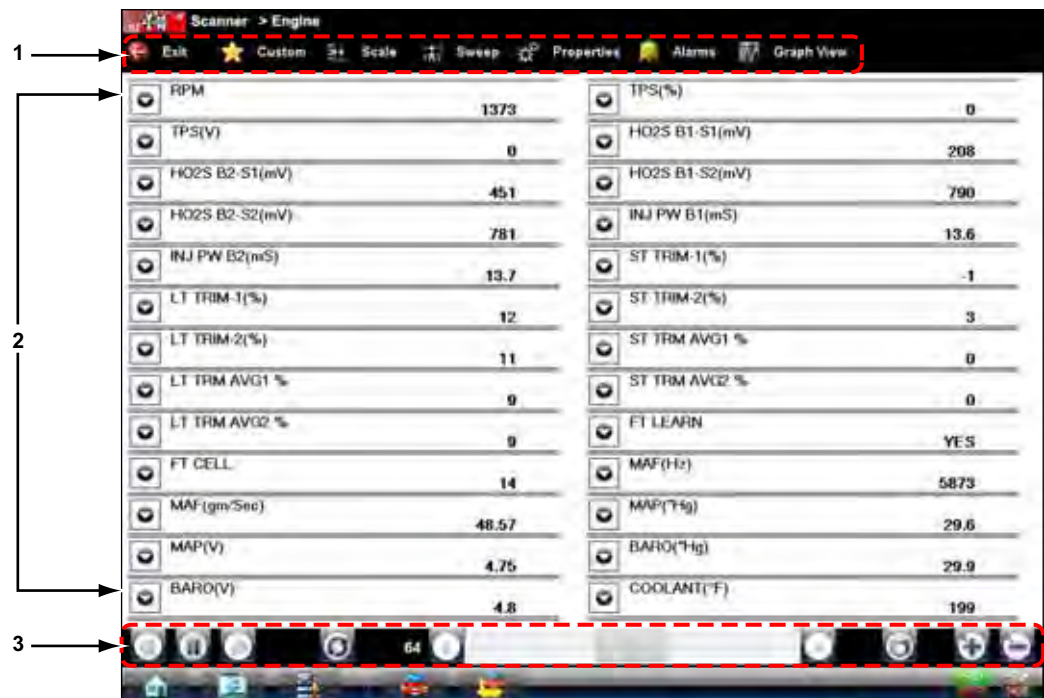 Scanner > Engine
1
Exit Custom Scale Sweep Properties Alarms Graph View
2
RPM 1373
TPS(%) 0
TPS(V) 0
HO2S B1-S1(mV) 208
HO2S B2-S1(mV) 451
HO2S B1-S2(mV) 790
HO2S B2-S2(mV) 781
INJ PW B1(mS) 13.6
INJ PW B2(mS) 13.7
ST TRIM-1(%) -1
LT TRIM-1(%) 12
ST TRIM-2(%) 3
LT TRIM-2(%) 11
ST TRM AVG1 % 0
LT TRM AVG1 % 9
ST TRM AVG2 % 0
LT TRM AVG2 % 9
FT LEARN YES
FT CELL 14
MAF(Hz) 5873
MAF(gm/Sec) 48.57
MAP("Hg) 29.6
MAP(V) 4.75
BARO("Hg) 29.9
BARO(V) 4.8
COOLANT(°F) 199
3
64